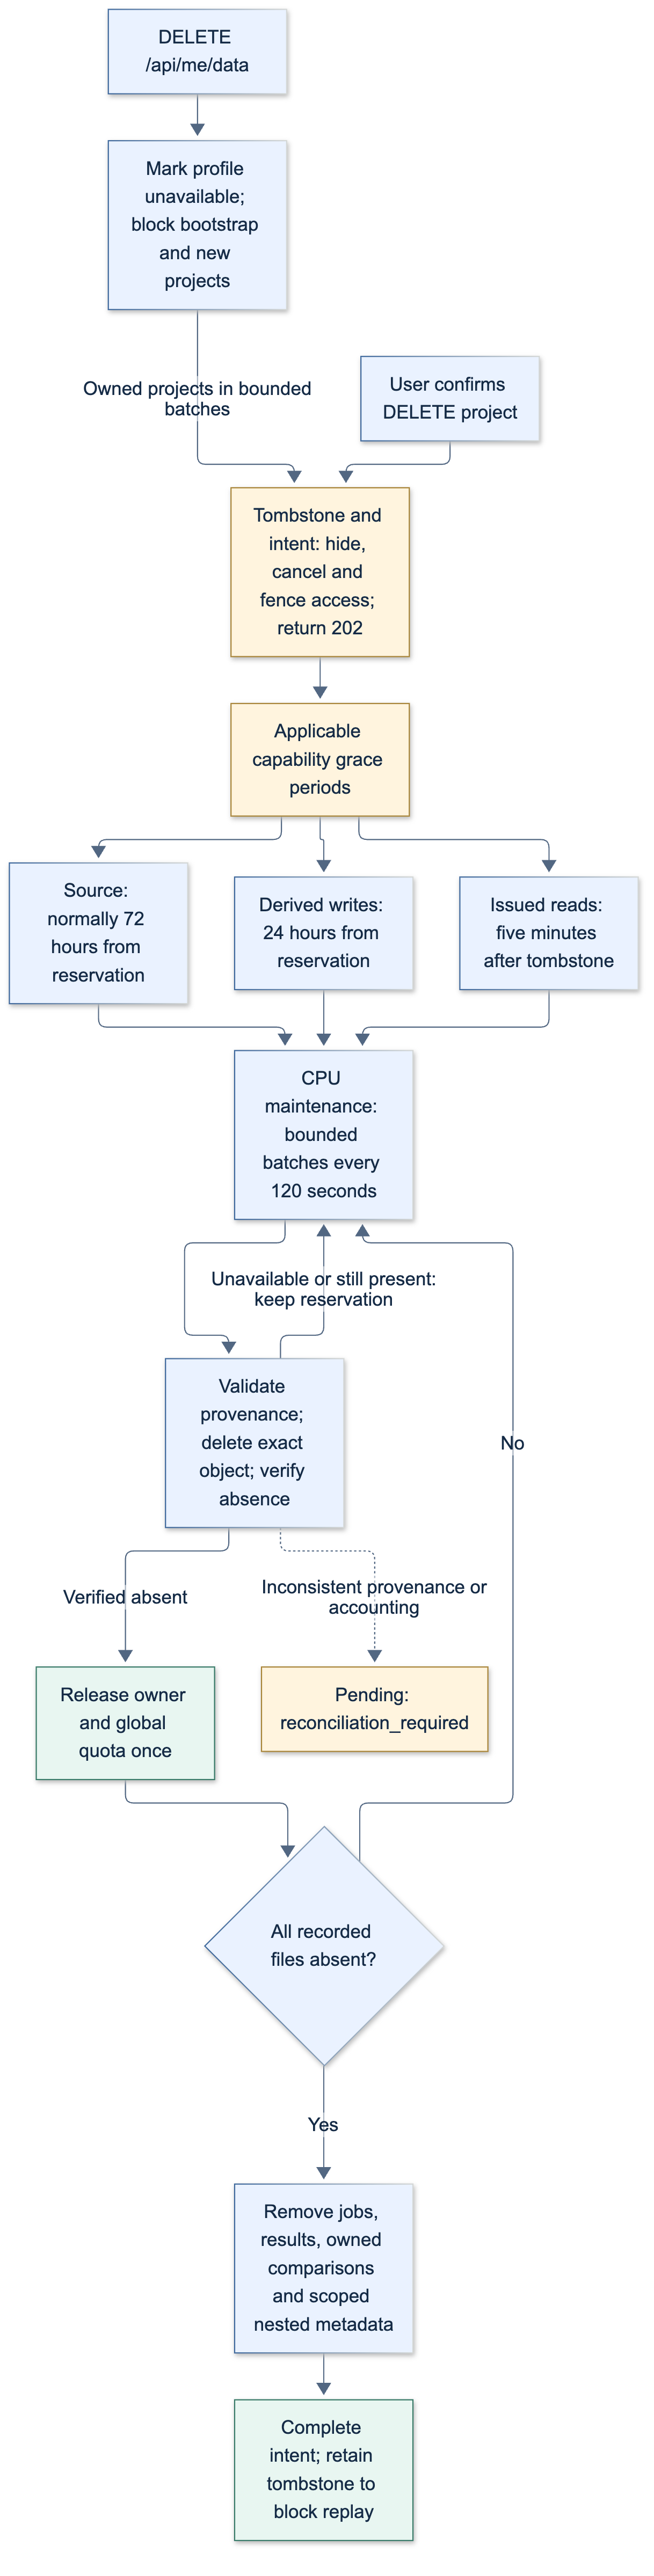 DELETE
/api/me/data
Mark profile
unavailable;
block bootstrap
and new
projects
Owned projects in bounded
batches
User confirms
DELETE project
Tombstone and
intent: hide,
cancel and
fence access;
return 202
Applicable
capability grace
periods
Source:
normally 72
hours from
reservation
Derived writes:
24 hours from
reservation
Issued reads:
five minutes
after tombstone
CPU
maintenance:
bounded
batches every
120 seconds
Unavailable or still present:
keep reservation
Validate
provenance;
delete exact
object; verify
absence
No
Verified absent
Inconsistent provenance or
accounting
Release owner
and global
quota once
Pending:
reconciliation_required
All recorded
files absent?
Yes
Remove jobs,
results, owned
comparisons
and scoped
nested metadata
Complete
intent; retain
tombstone to
block replay